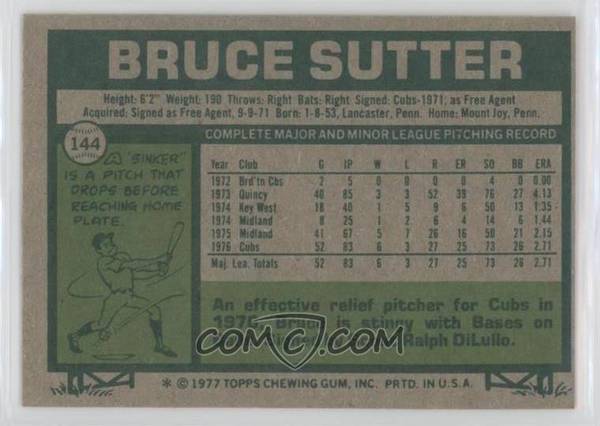 BRUCE SUTTER
Height: 6'2" Weight: 190 Throws: Right Bats: Right Signed: Cubs-1971; as Free Agent
Acquired: Signed as Free Agent, 9-9-71 Born: 1-8-53, Lancaster, Penn. Home: Mount Joy, Penn.
144
COMPLETE MAJOR AND MINOR LEAGUE PITCHING RECORD
A "SINKER"
IS A PITCH THAT
DROPS BEFORE
REACHING HOME
PLATE.
Year Club G IP W L R ER SO BB ERA
1972 Brd'tn Cbs 2 5 0 0 0 0 4 0 0.00
1973 Quincy 40 85 3 3 52 39 76 27 4.13
1974 Key West 18 40 1 5 9 6 50 13 1.35
1974 Midland 8 25 1 2 6 4 14 6 1.44
1975 Midland 41 67 5 7 26 16 50 21 2.15
1976 Cubs 52 83 6 3 27 25 73 26 2.71
Maj. Lea. Totals 52 83 6 3 27 25 73 26 2.71
An effective relief pitcher for Cubs in
1976, Bruce is stingy with Bases on
Ralph DiLullo.
COMC.COM
* © 1977 TOPPS CHEWING GUM, INC. PRTD. IN U.S.A.